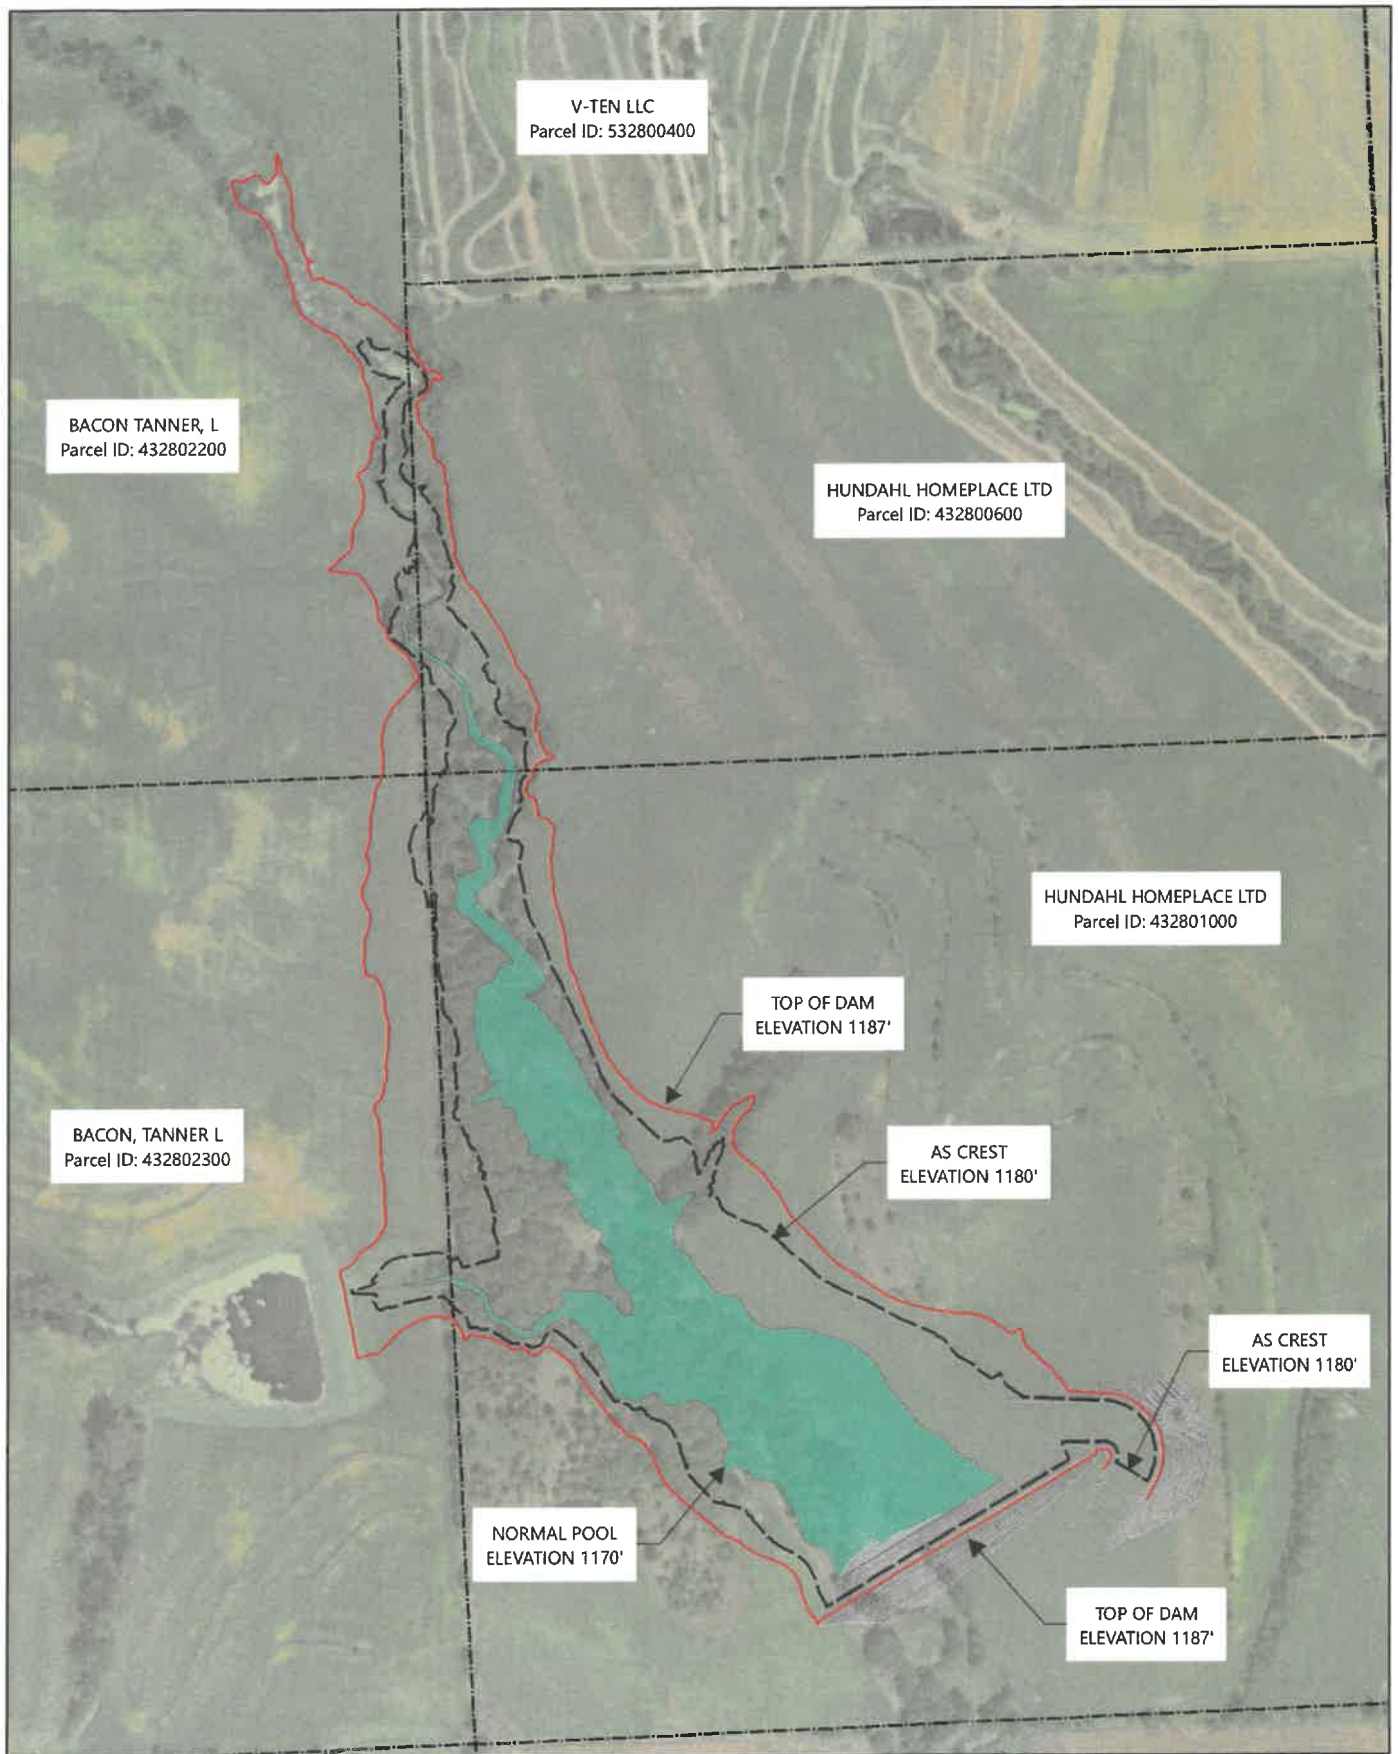 V-TEN LLC
Parcel ID: 532800400
BACON TANNER, L
Parcel ID: 432802200
HUNDAHL HOMEPLACE LTD
Parcel ID: 432800600
HUNDAHL HOMEPLACE LTD
Parcel ID: 432801000
TOP OF DAM
ELEVATION 1187'
BACON, TANNER L
Parcel ID: 432802300
AS CREST
ELEVATION 1180'
AS CREST
ELEVATION 1180'
NORMAL POOL
ELEVATION 1170'
TOP OF DAM
ELEVATION 1187'